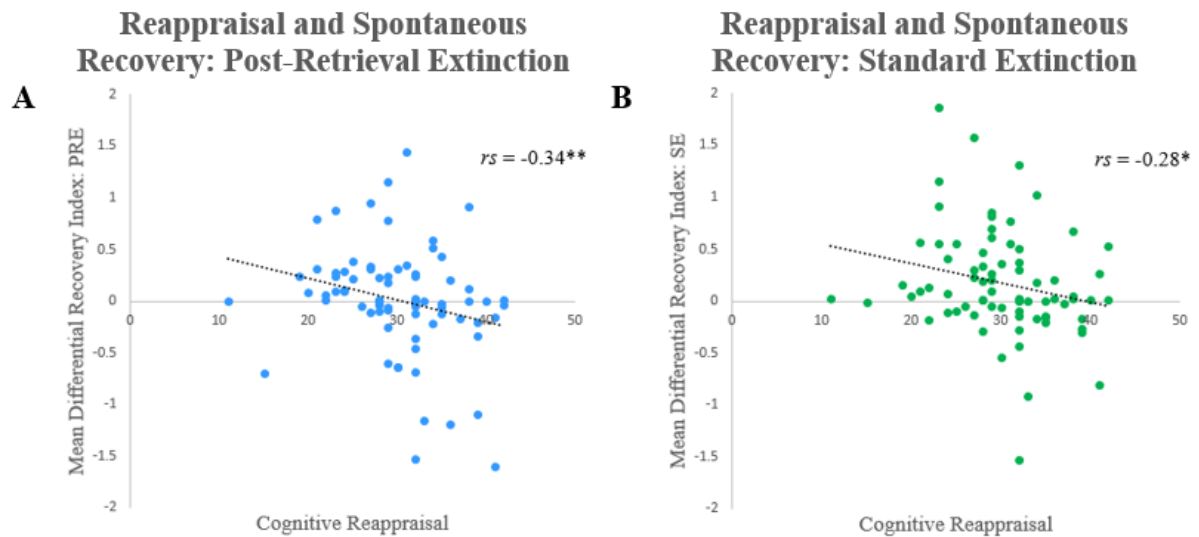 Reappraisal and Spontaneous
Recovery: Post-Retrieval Extinction
A
Mean Differential Recovery Index: PRE
2
1.5
1
0.5
0
-0.5
-1
-1.5
-2
0
10
20
30
40
50
rs = -0.34**
Cognitive Reappraisal
Reappraisal and Spontaneous
Recovery: Standard Extinction
B
Mean Differential Recovery Index: SE
2
1.5
1
0.5
0
-0.5
-1
-1.5
-2
0
10
20
30
40
50
rs = -0.28*
Cognitive Reappraisal